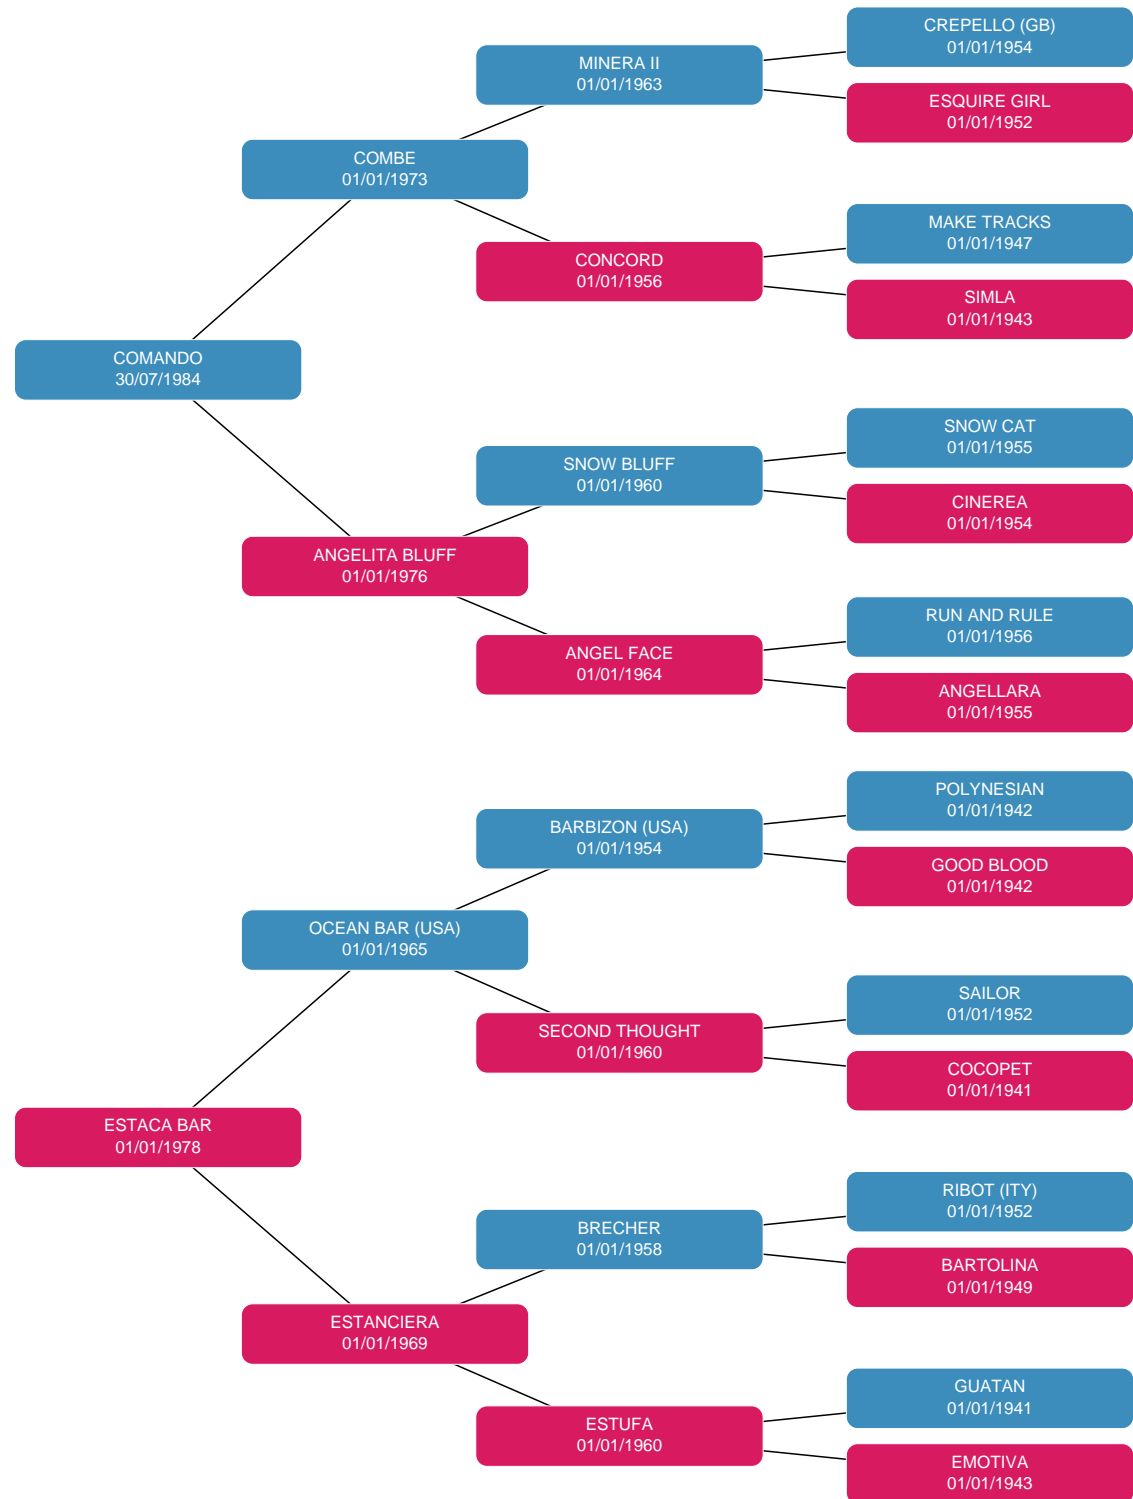 CREPELLO (GB)
01/01/1954
MINERA II
01/01/1963
ESQUIRE GIRL
01/01/1952
COMBE
01/01/1973
MAKE TRACKS
01/01/1947
CONCORD
01/01/1956
SIMLA
01/01/1943
COMANDO
30/07/1984
SNOW CAT
01/01/1955
SNOW BLUFF
01/01/1960
CINEREA
01/01/1954
ANGELITA BLUFF
01/01/1976
RUN AND RULE
01/01/1956
ANGEL FACE
01/01/1964
ANGELLARA
01/01/1955
POLYNESIAN
01/01/1942
BARBIZON (USA)
01/01/1954
GOOD BLOOD
01/01/1942
OCEAN BAR (USA)
01/01/1965
SAILOR
01/01/1952
SECOND THOUGHT
01/01/1960
COCOPET
01/01/1941
ESTACA BAR
01/01/1978
RIBOT (ITY)
01/01/1952
BRECHER
01/01/1958
BARTOLINA
01/01/1949
ESTANCIERA
01/01/1969
GUATAN
01/01/1941
ESTUFA
01/01/1960
EMOTIVA
01/01/1943